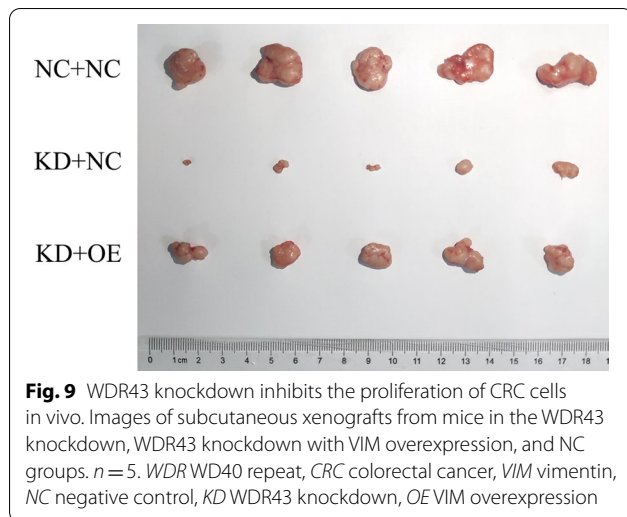 NC+NC
KD+NC
KD+OE
0 1cm 2 3 4 5 6 7 8 9 10 11 12 13 14 15 16 17 18 1
Fig. 9 WDR43 knockdown inhibits the proliferation of CRC cells
in vivo. Images of subcutaneous xenografts from mice in the WDR43
knockdown, WDR43 knockdown with VIM overexpression, and NC
groups. n = 5. WDR WD40 repeat, CRC colorectal cancer, VIM vimentin,
NC negative control, KD WDR43 knockdown, OE VIM overexpression